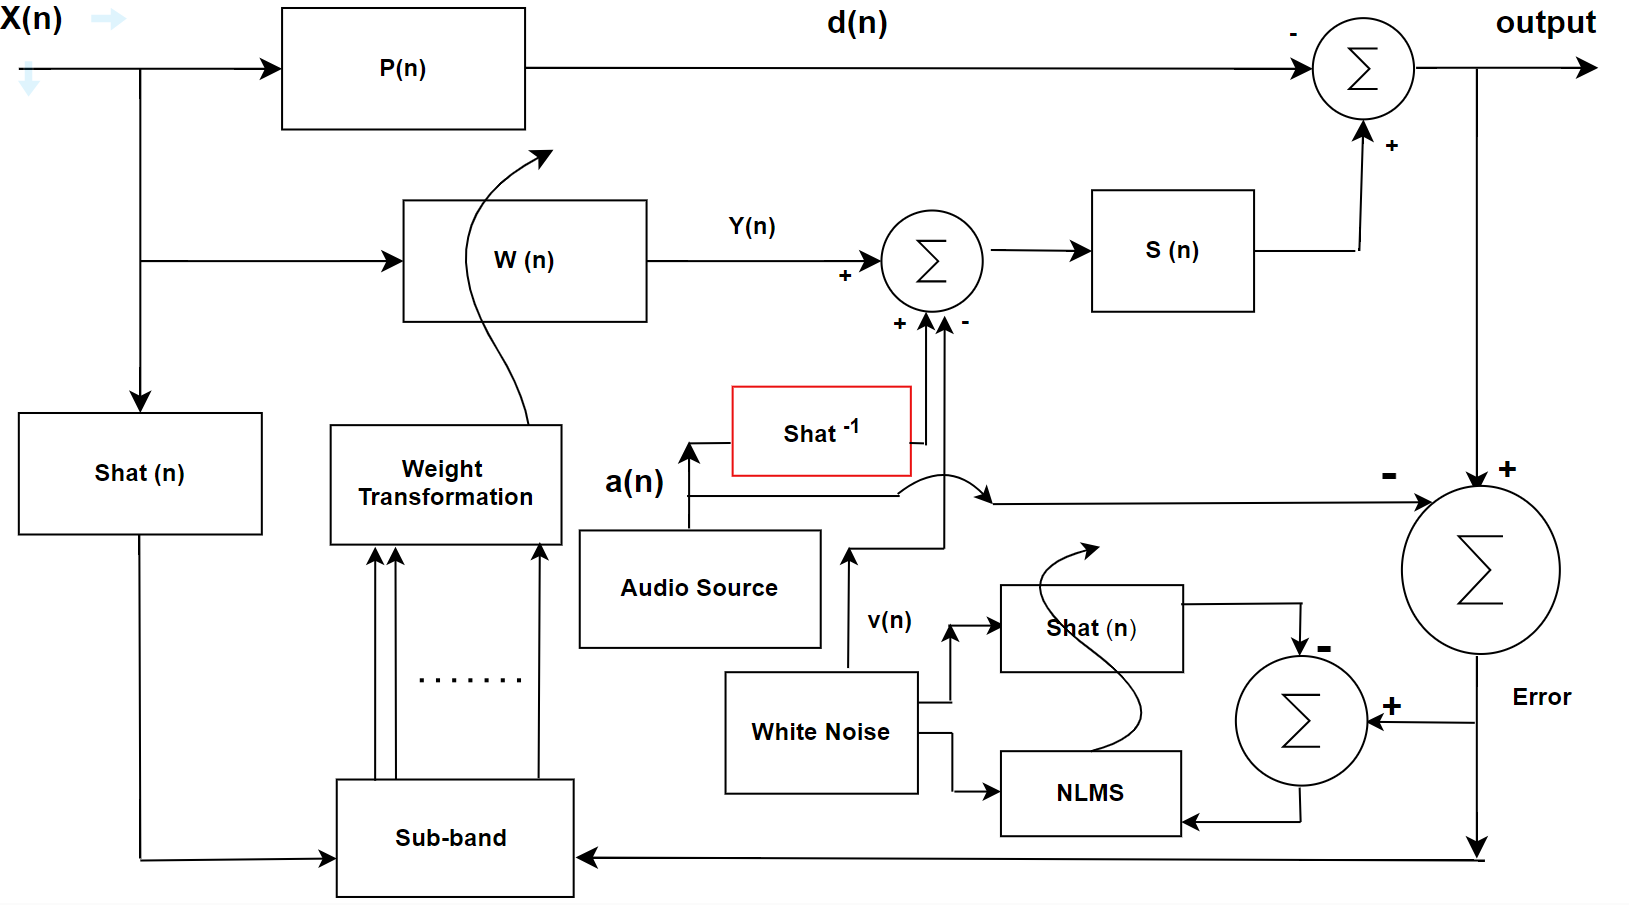 X(n)
d(n)
output
P(n)
-
Σ
+
W (n)
Y(n)
+
Σ
S (n)
+
-
Shat (n)
Weight
Transformation
Shat -1
a(n)
-
+
Audio Source
Σ
v(n)
Shat (n)
-
.......
White Noise
Σ
+
Error
NLMS
Sub-band